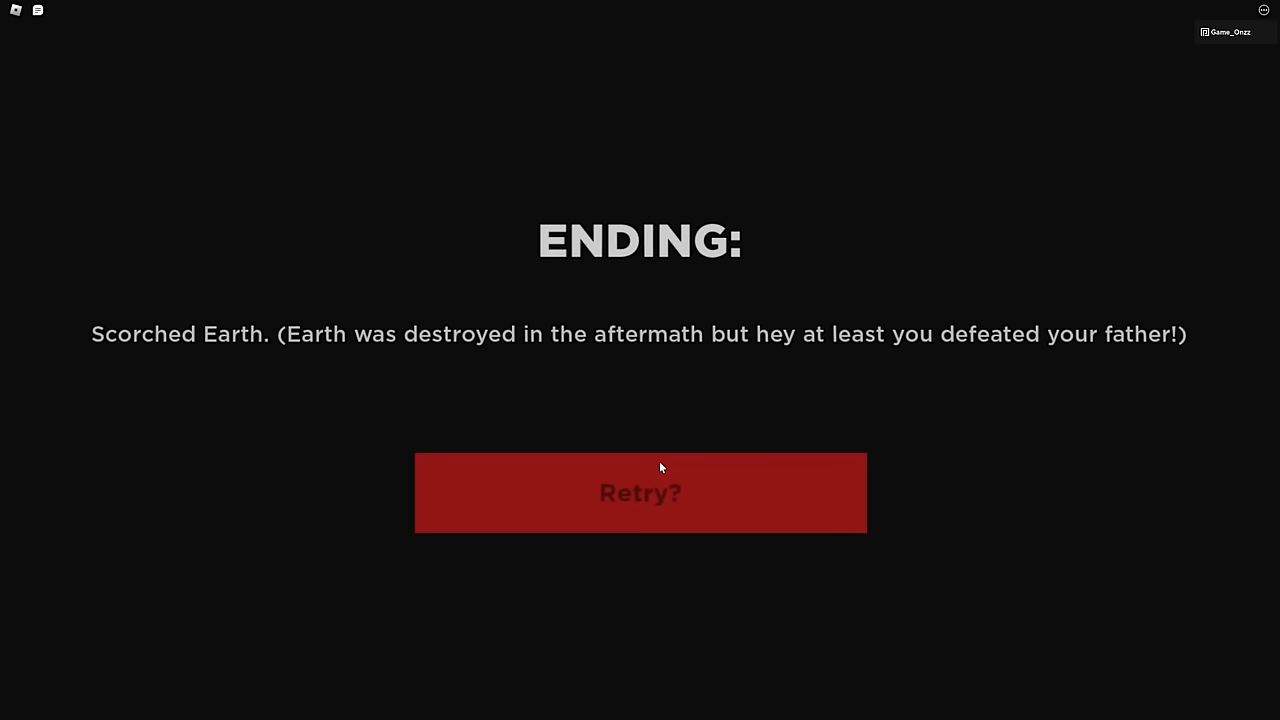 Game_Onzz
ENDING:
Scorched Earth. (Earth was destroyed in the aftermath but hey at least you defeated your father!)
Retry?